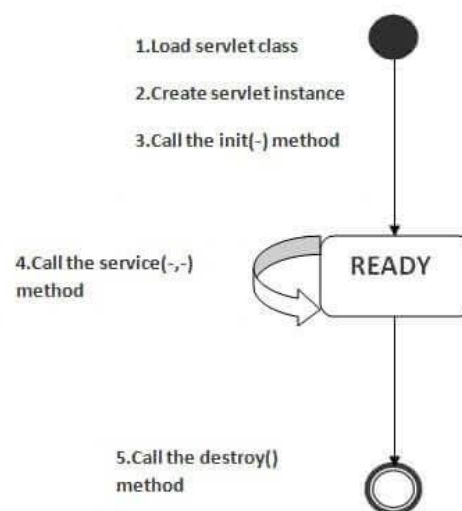 1.Load servlet class
2.Create servlet instance
3.Call the init(-) method
READY
4.Call the service(-,-)
method
5.Call the destroy()
method